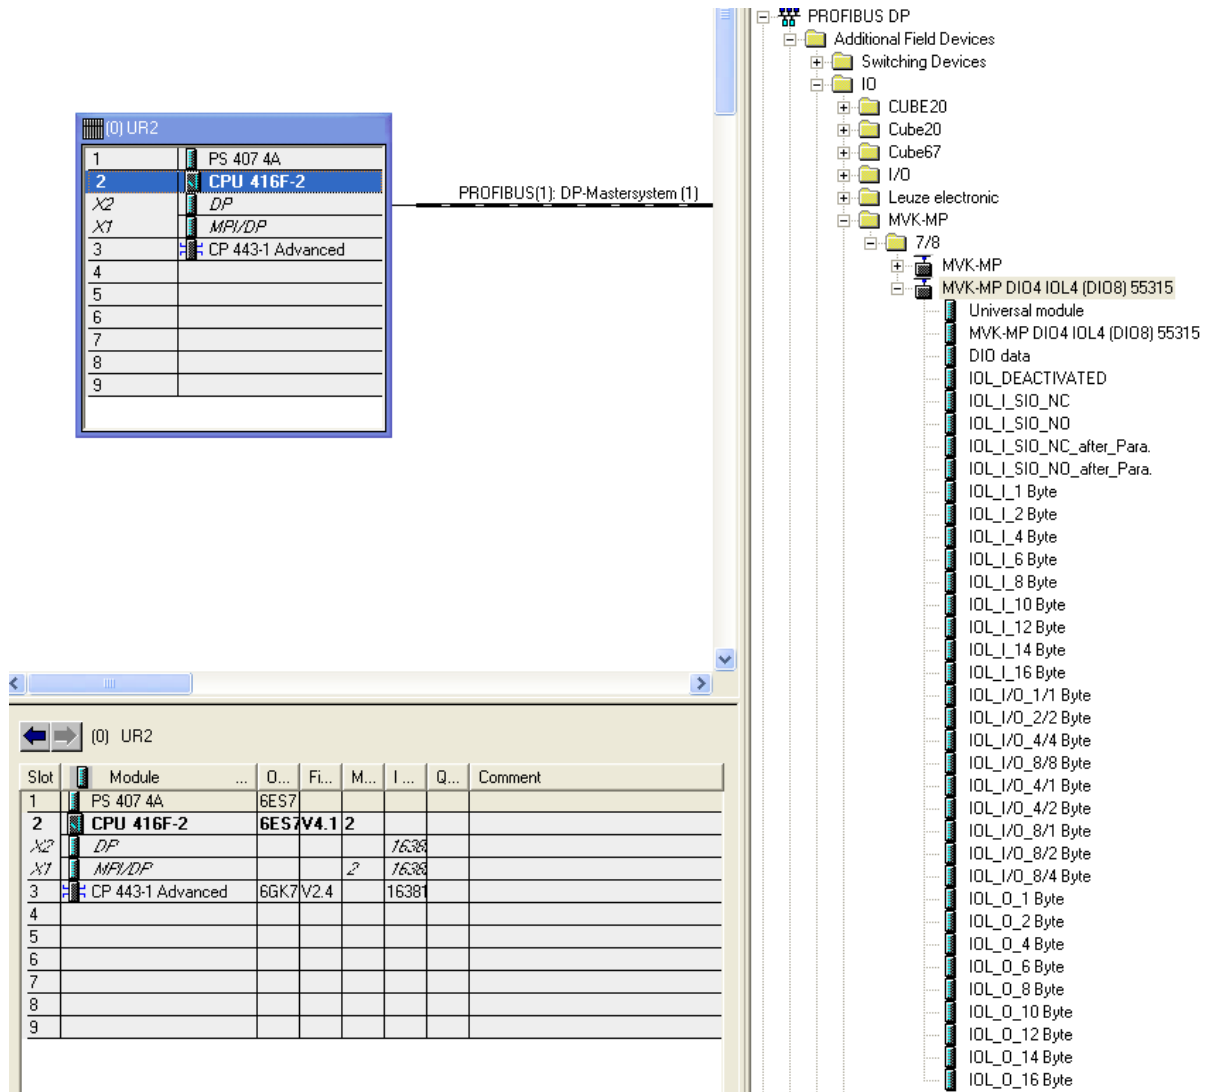 (0) UR2
1 PS 407 4A
2 CPU 416F-2
X2 DP
X1 MPI/DP
3 CP 443-1 Advanced
4
5
6
7
8
9
PROFIBUS(1): DP-Mastersystem (1)
(0) UR2
Slot Module ... O... Fi... M... I ... Q... Comment
1 PS 407 4A 6ES7
2 CPU 416F-2 6ES7 V4.1 2
X2 DP 1638
X1 MPI/DP 2 1638
3 CP 443-1 Advanced 6GK7 V2.4 16381
4
5
6
7
8
9
PROFIBUS DP
Additional Field Devices
Switching Devices
IO
CUBE20
Cube20
Cube67
I/O
Leuze electronic
MVK-MP
7/8
MVK-MP
MVK-MP DIO4 IOL4 (DIO8) 55315
Universal module
MVK-MP DIO4 IOL4 (DIO8) 55315
DIO data
IOL_DEACTIVATED
IOL_I_SIO_NC
IOL_I_SIO_NO
IOL_I_SIO_NC_after_Para.
IOL_I_SIO_NO_after_Para.
IOL_I_1 Byte
IOL_I_2 Byte
IOL_I_4 Byte
IOL_I_6 Byte
IOL_I_8 Byte
IOL_I_10 Byte
IOL_I_12 Byte
IOL_I_14 Byte
IOL_I_16 Byte
IOL_I/O_1/1 Byte
IOL_I/O_2/2 Byte
IOL_I/O_4/4 Byte
IOL_I/O_8/8 Byte
IOL_I/O_4/1 Byte
IOL_I/O_4/2 Byte
IOL_I/O_8/1 Byte
IOL_I/O_8/2 Byte
IOL_I/O_8/4 Byte
IOL_O_1 Byte
IOL_O_2 Byte
IOL_O_4 Byte
IOL_O_6 Byte
IOL_O_8 Byte
IOL_O_10 Byte
IOL_O_12 Byte
IOL_O_14 Byte
IOL_O_16 Byte